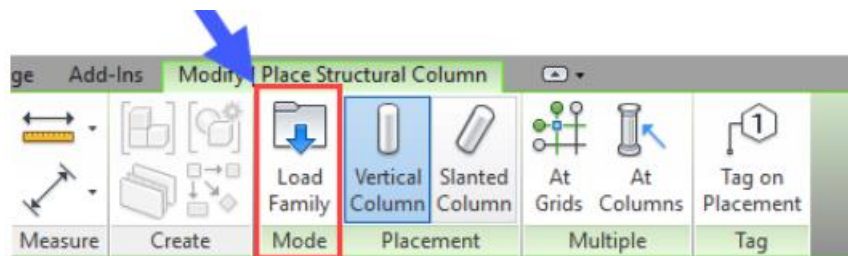 ge Add-Ins Modify | Place Structural Column
1
Load Vertical Slanted At At Tag on
Family Column Column Grids Columns Placement
Measure Create Mode Placement Multiple Tag